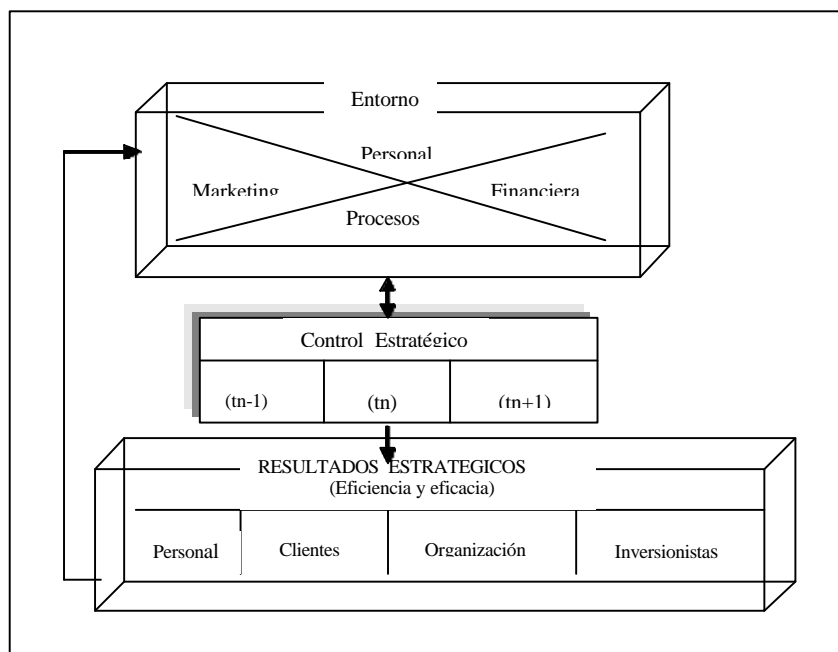 Entorno
Personal
Marketing
Financiera
Procesos
Control Estratégico
(tn-1)
(tn)
(tn+1)
RESULTADOS ESTRATEGICOS
(Eficiencia y eficacia)
Personal
Clientes
Organización
Inversionistas